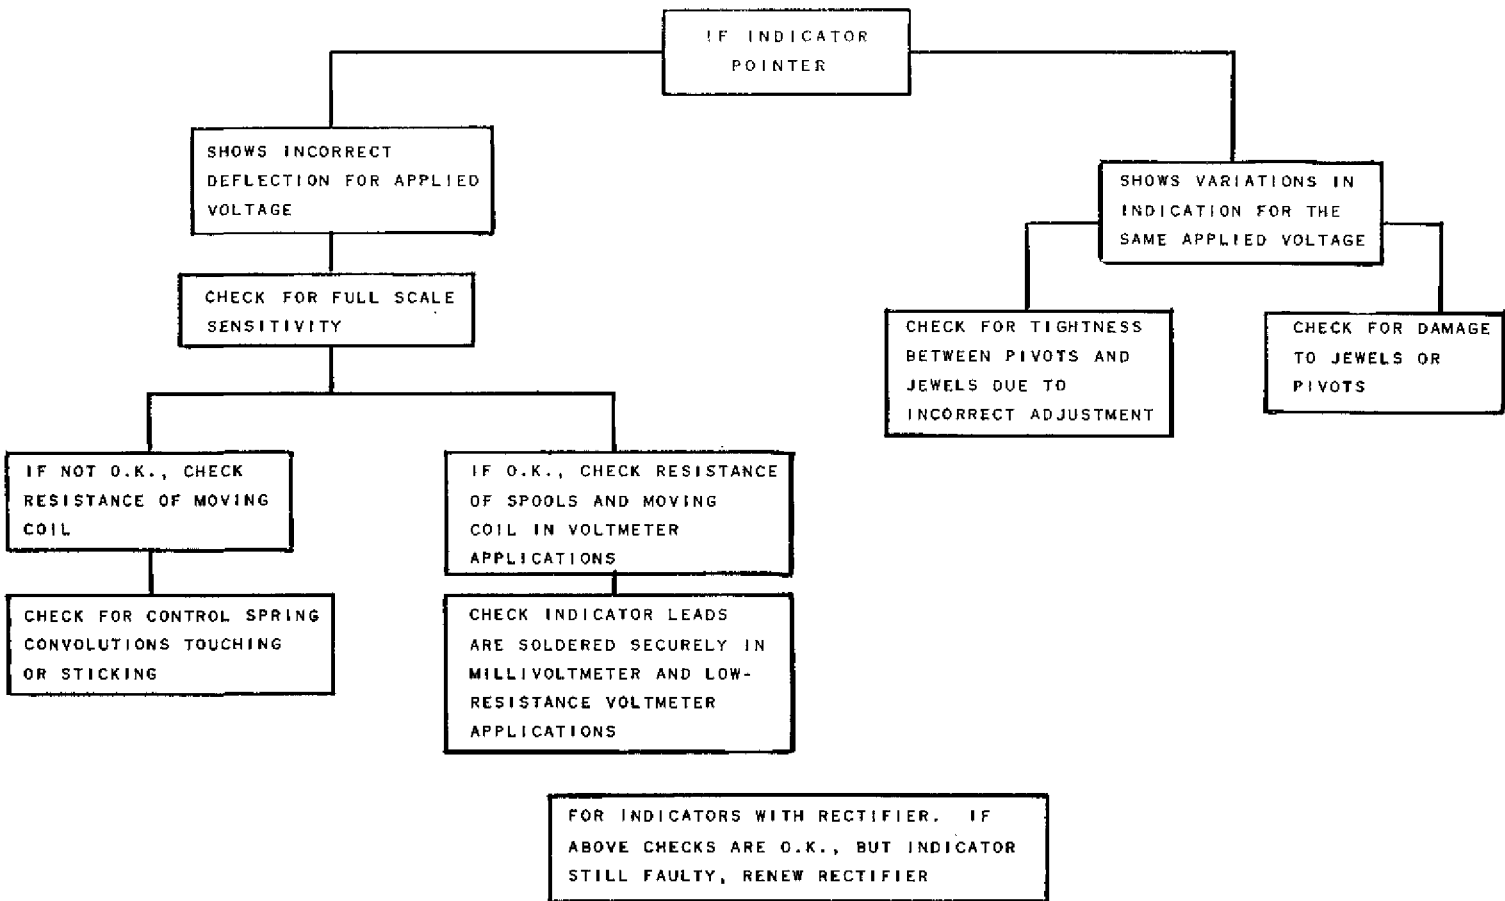 IF INDICATOR
POINTER
SHOWS INCORRECT
DEFLECTION FOR APPLIED
VOLTAGE
SHOWS VARIATIONS IN
INDICATION FOR THE
SAME APPLIED VOLTAGE
CHECK FOR FULL SCALE
SENSITIVITY
CHECK FOR TIGHTNESS
BETWEEN PIVOTS AND
JEWELS DUE TO
INCORRECT ADJUSTMENT
CHECK FOR DAMAGE
TO JEWELS OR
PIVOTS
IF NOT O.K., CHECK
RESISTANCE OF MOVING
COIL
IF O.K., CHECK RESISTANCE
OF SPOOLS AND MOVING
COIL IN VOLTMETER
APPLICATIONS
CHECK FOR CONTROL SPRING
CONVOLUTIONS TOUCHING
OR STICKING
CHECK INDICATOR LEADS
ARE SOLDERED SECURELY IN
MILLIVOLTMETER AND LOW-
RESISTANCE VOLTMETER
APPLICATIONS
FOR INDICATORS WITH RECTIFIER. IF
ABOVE CHECKS ARE O.K., BUT INDICATOR
STILL FAULTY, RENEW RECTIFIER